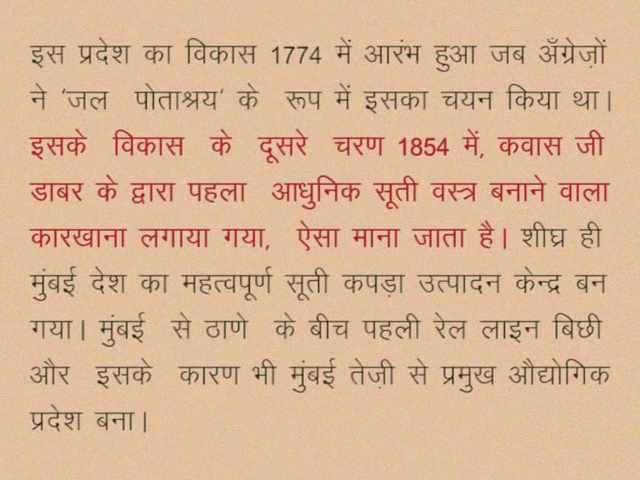 इस प्रदेश का विकास 1774 में आरंभ हुआ जब अँग्रेज़ों
ने 'जल पोताश्रय' के रूप में इसका चयन किया था।
इसके विकास के दूसरे चरण 1854 में, कवास जी
डाबर के द्वारा पहला आधुनिक सूती वस्त्र बनाने वाला
कारखाना लगाया गया, ऐसा माना जाता है। शीघ्र ही
मुंबई देश का महत्वपूर्ण सूती कपड़ा उत्पादन केन्द्र बन
गया। मुंबई से ठाणे के बीच पहली रेल लाइन बिछी
और इसके कारण भी मुंबई तेज़ी से प्रमुख औद्योगिक
प्रदेश बना।